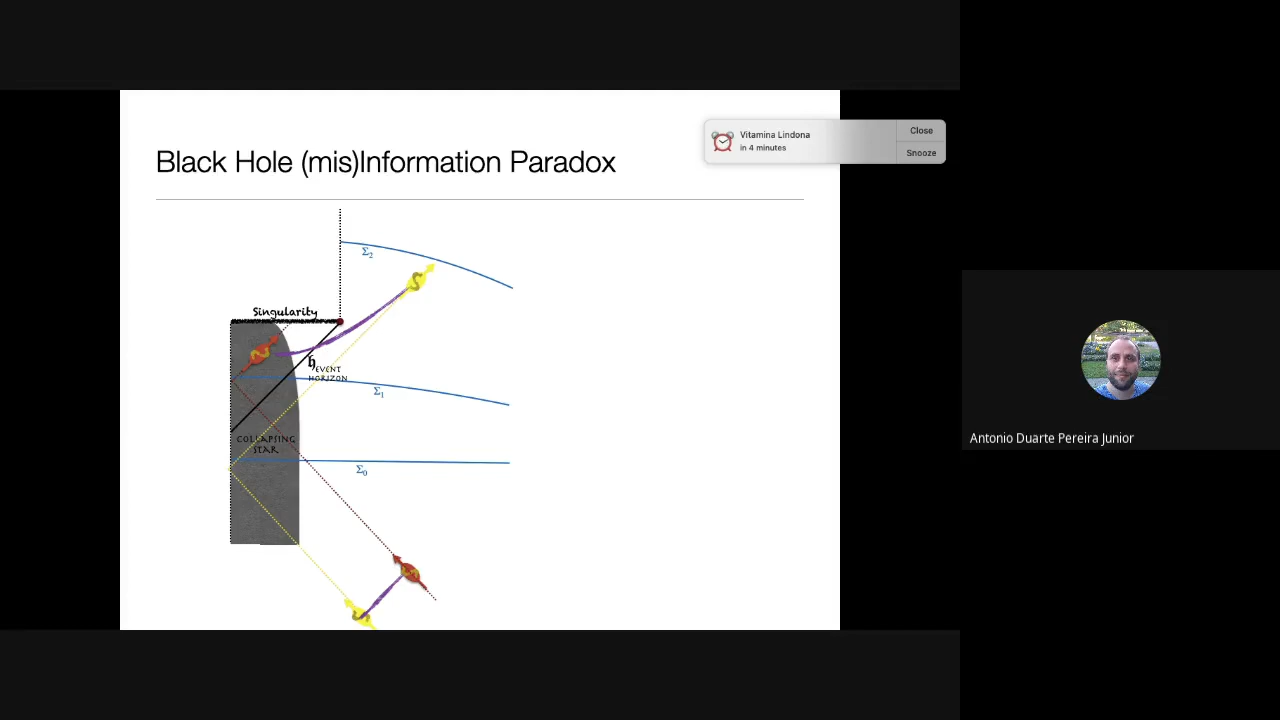 Black Hole (mis)Information Paradox
Vitamina Lindona
in 4 minutes
Close
Snooze
Σ2
Singularity
h
EVENT
HORIZON
Σ1
COLLAPSING
STAR
Σ0
Antonio Duarte Pereira Junior